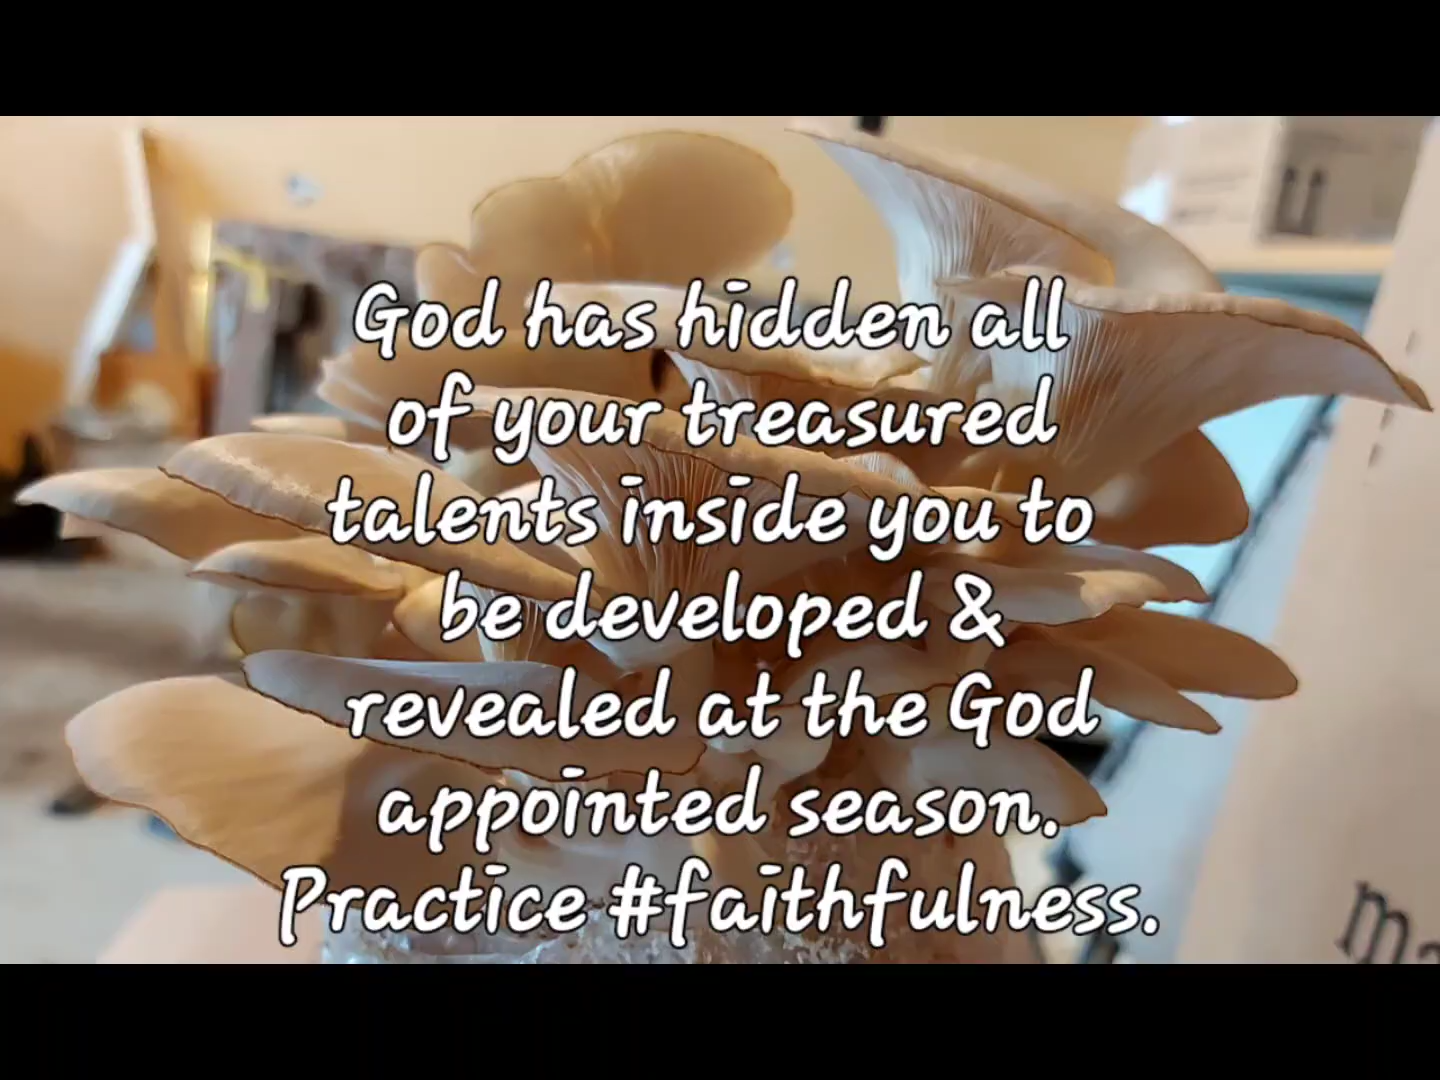 God has hidden all
of your treasured
talents inside you to
be developed &
revealed at the God
appointed season.
Practice #faithfulness.